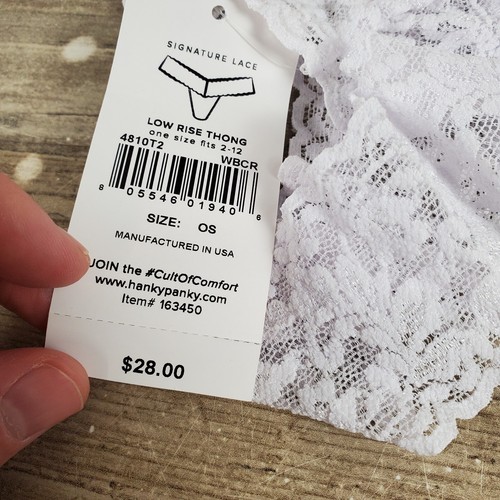 SIGNATURE LACE
LOW RISE THONG
one size fits 2-12
4810T2 WBCR
8 05546 01940 6
SIZE: OS
MANUFACTURED IN USA
JOIN the #CultOfComfort
www.hankypanky.com
Item# 163450
$28.00